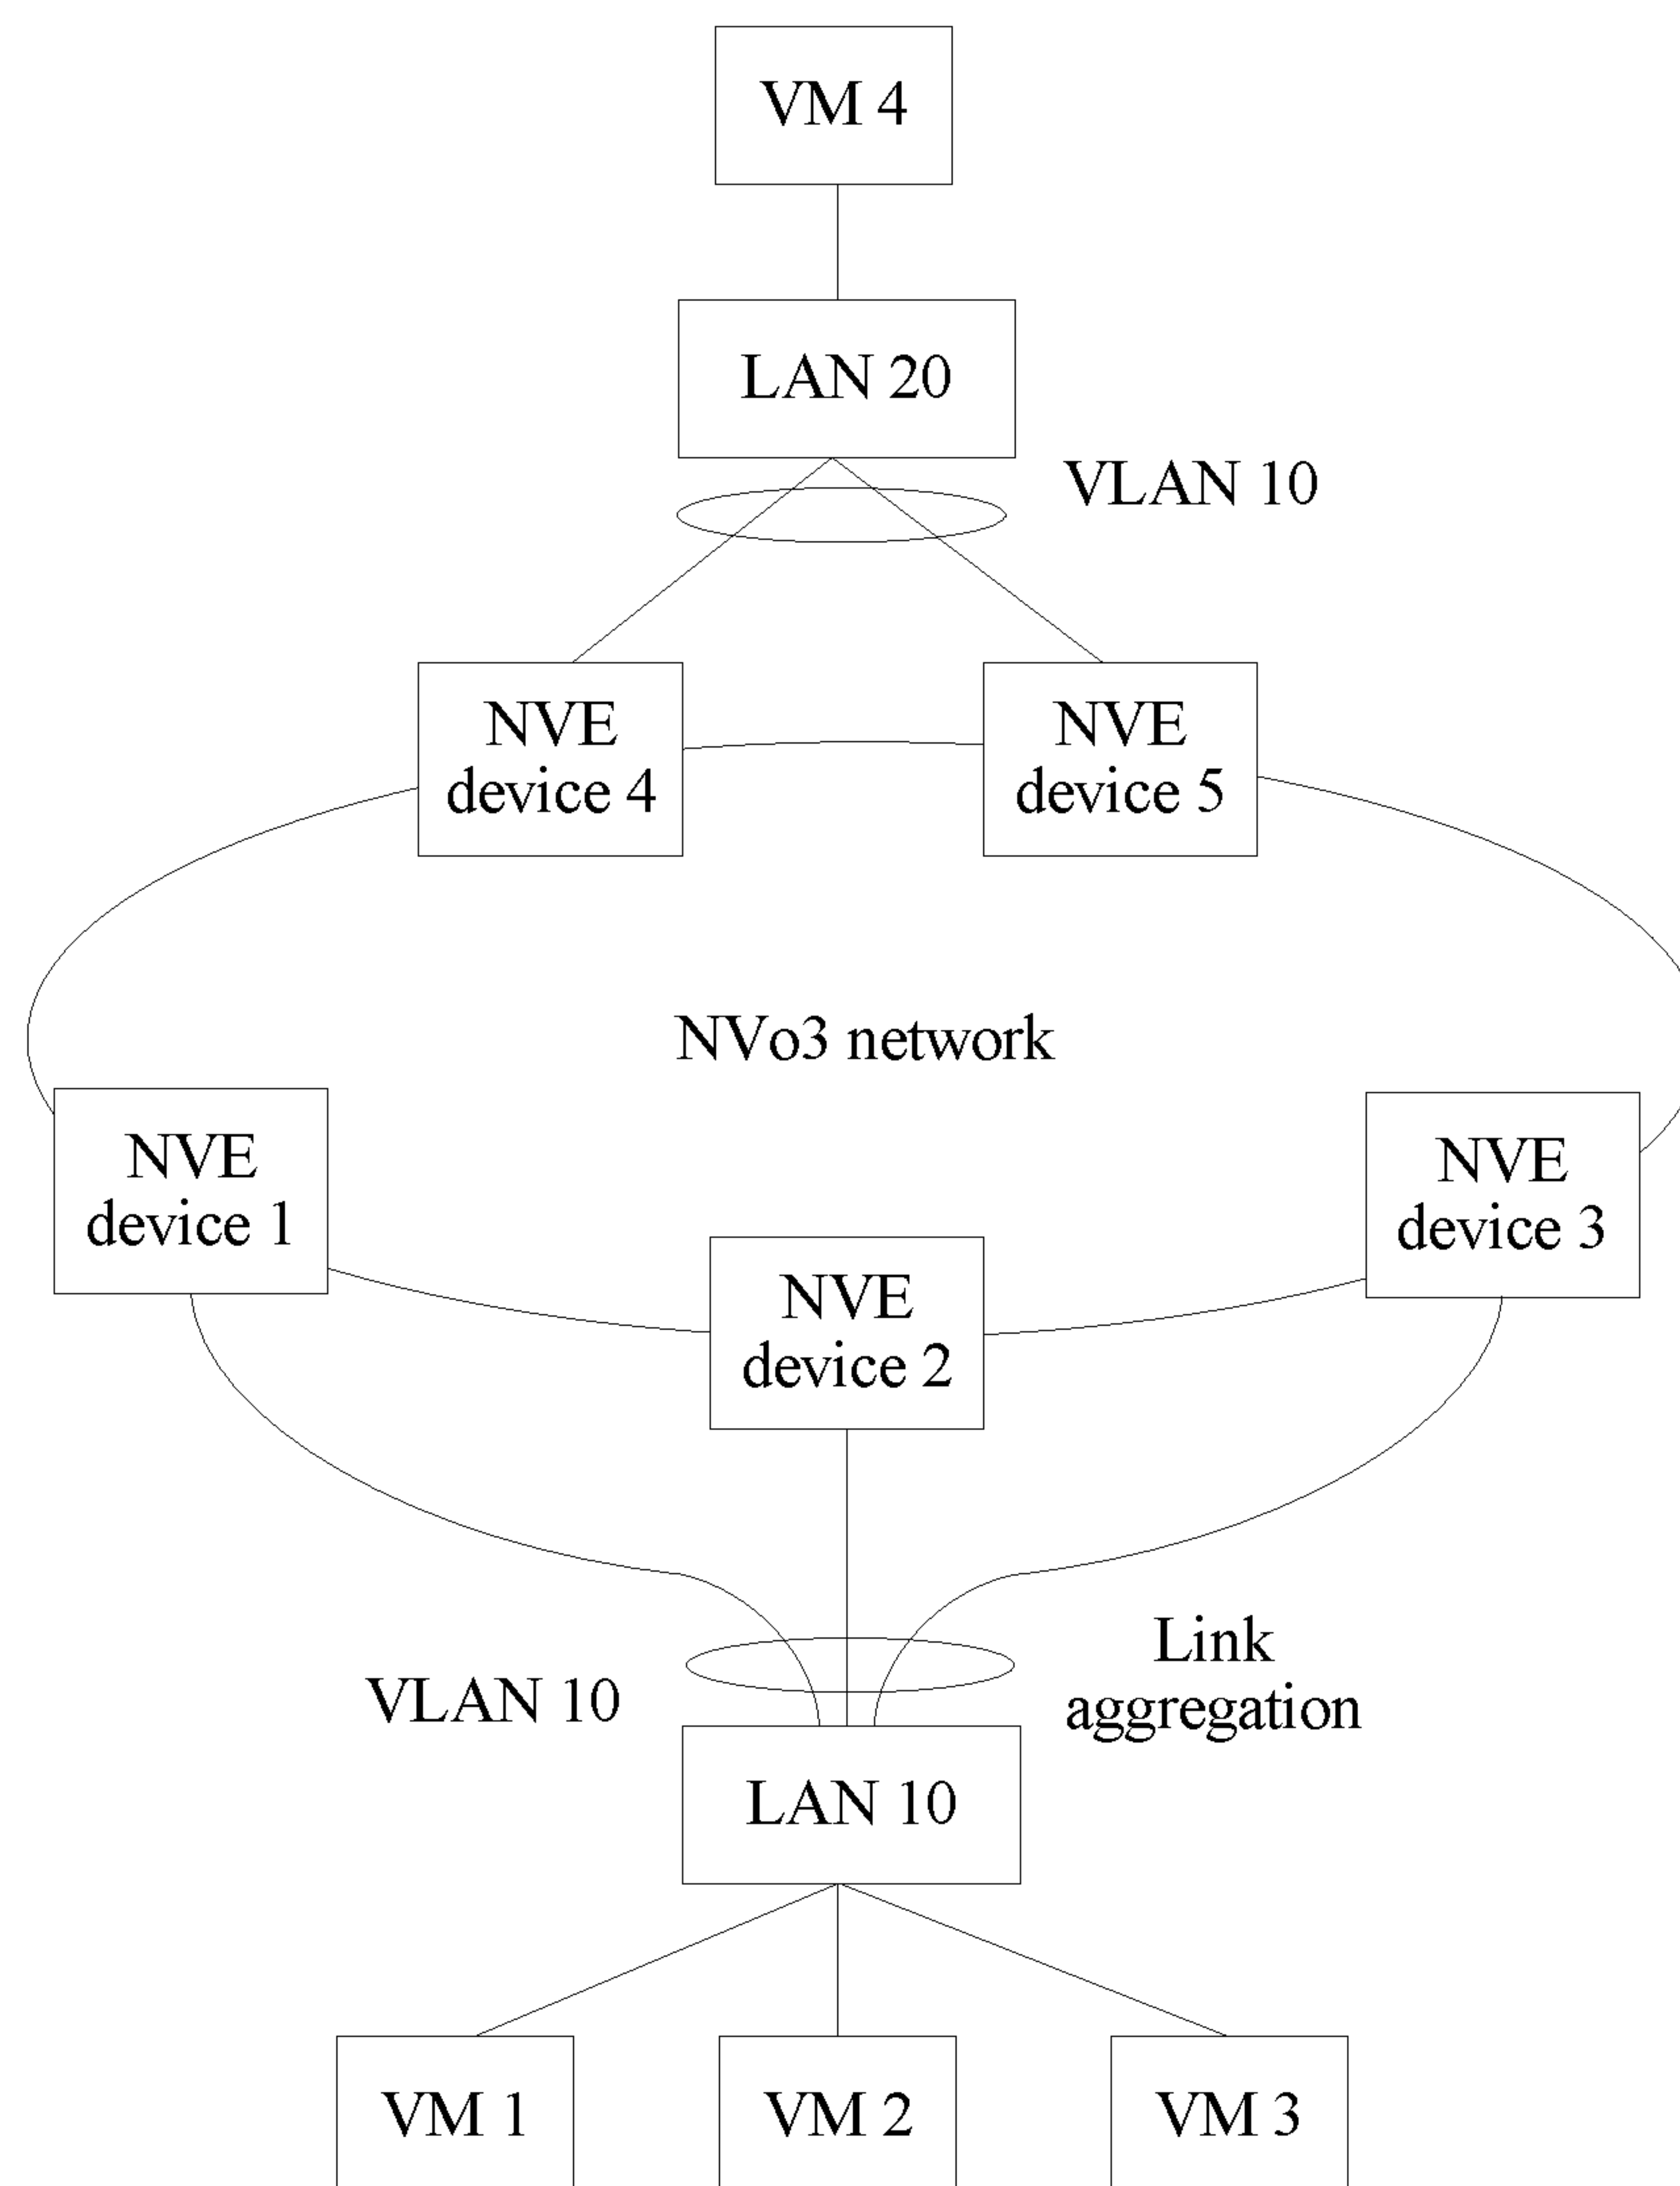 VM 4
LAN 20
VLAN 10
NVE
device 4
NVE
device 5
NVo3 network
NVE
device 1
NVE
device 2
NVE
device 3
VLAN 10
Link
aggregation
LAN 10
VM 1
VM 2
VM 3